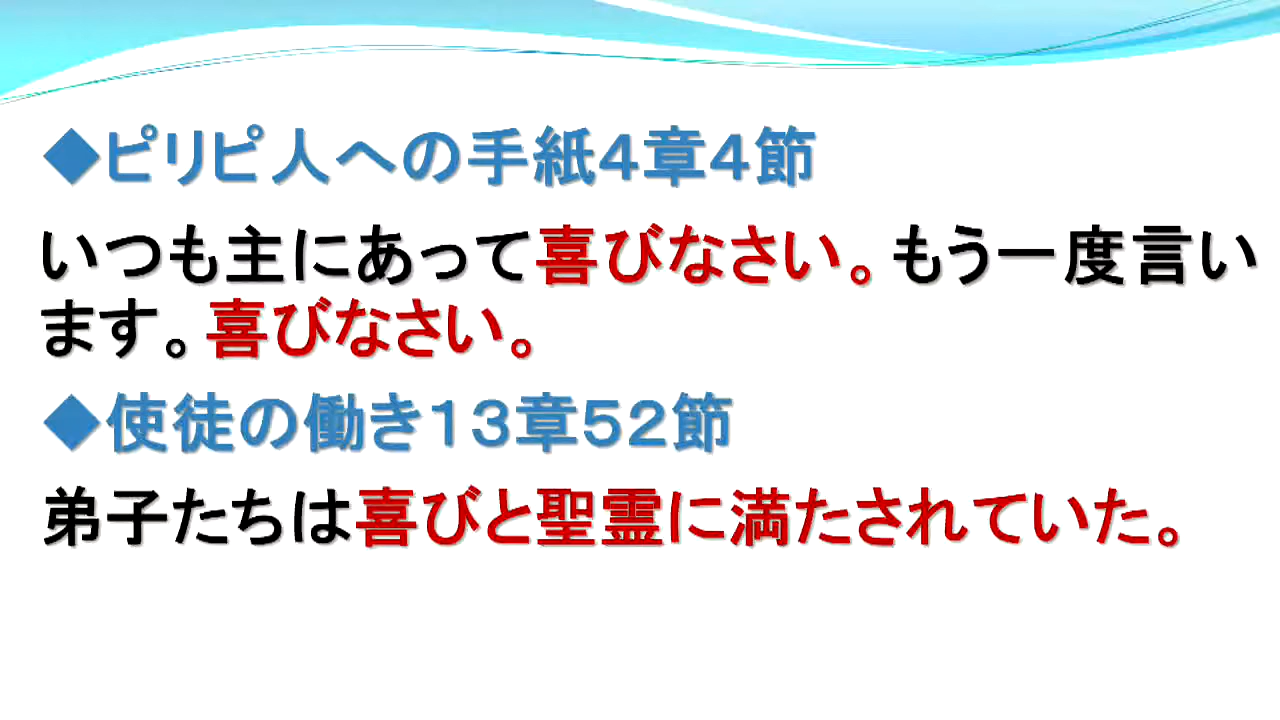 ◆ピリピ人への手紙4章4節
いつも主にあって喜びなさい。もう一度言い
ます。喜びなさい。
◆使徒の働き13章52節
弟子たちは喜びと聖霊に満たされていた。